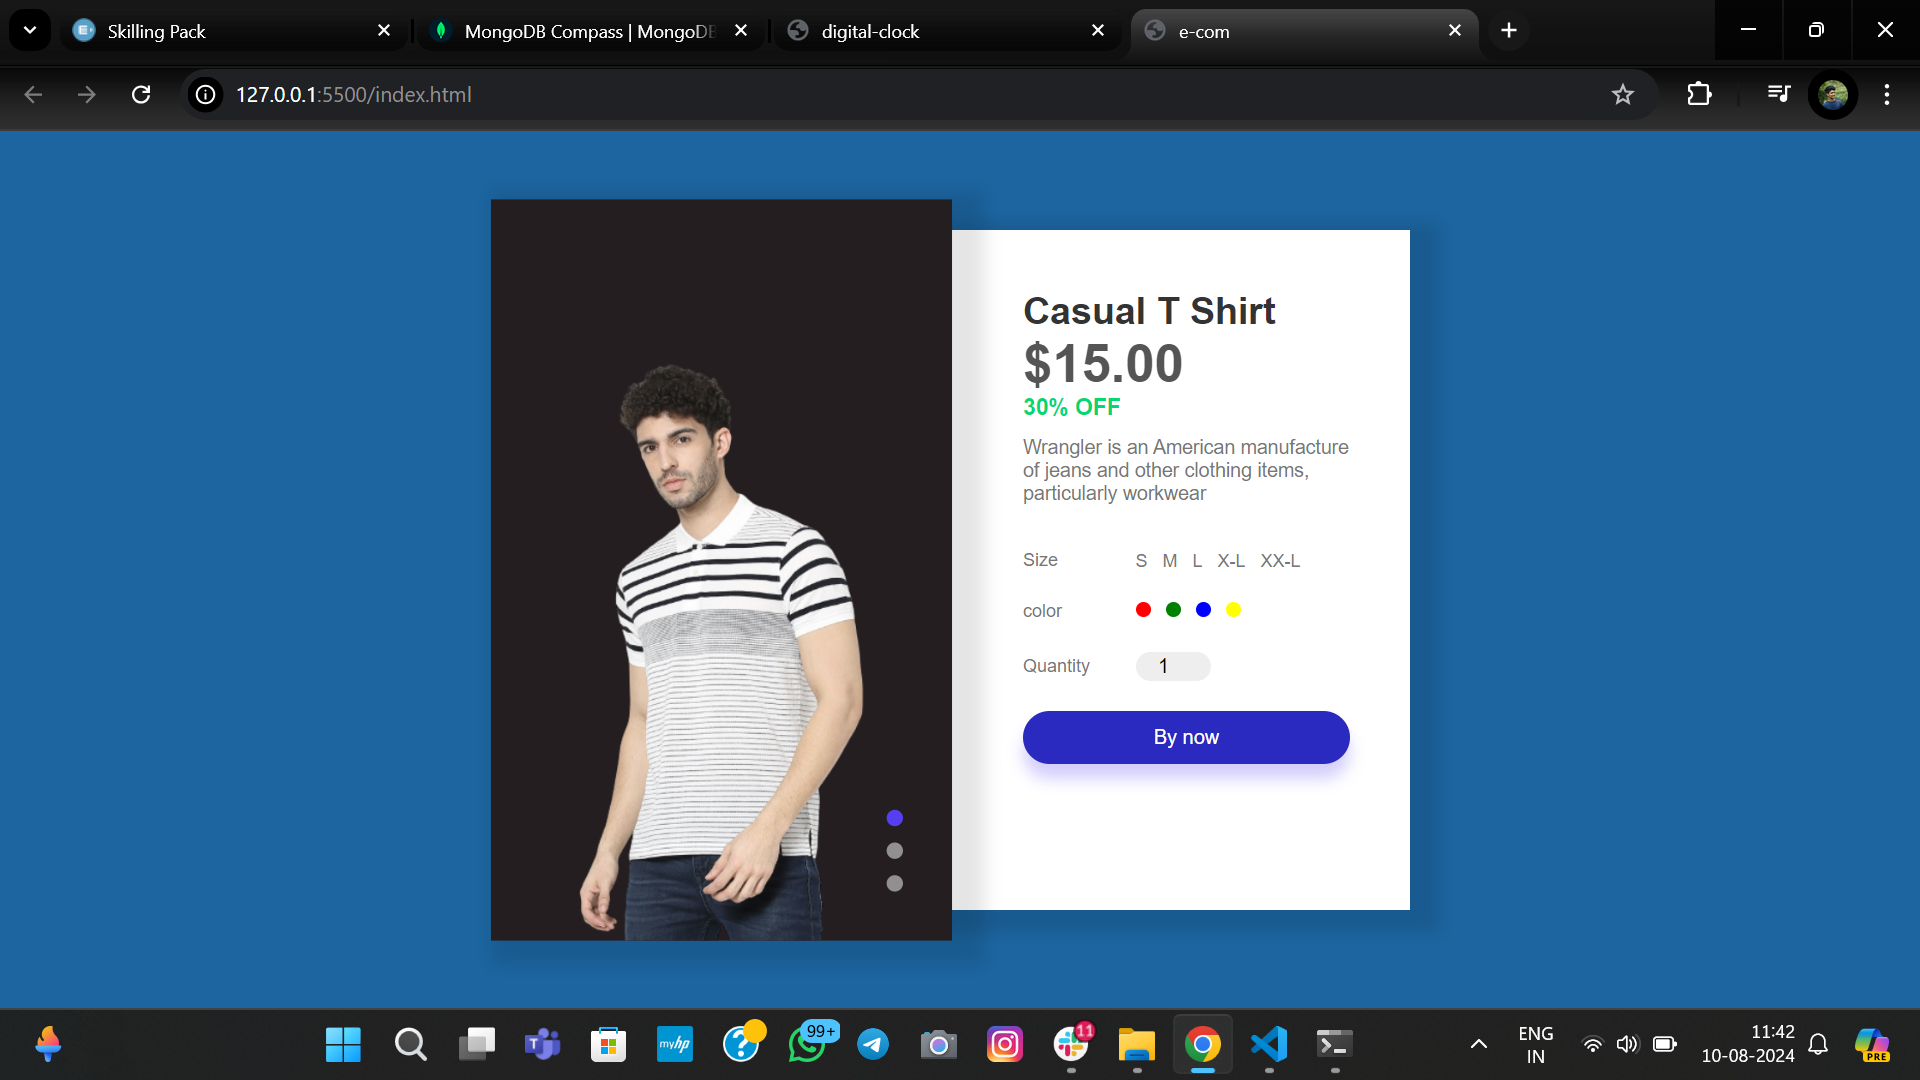 Skilling Pack
MongoDB Compass | MongoDB
digital-clock
e-com
127.0.0.1:5500/index.html
Casual T Shirt
$15.00
30% OFF
Wrangler is an American manufacture
of jeans and other clothing items,
particularly workwear
Size S M L X-L XX-L
color
Quantity 1
By now
T
myhp
?
99+
11
ENG
IN
11:42
10-08-2024
PRE